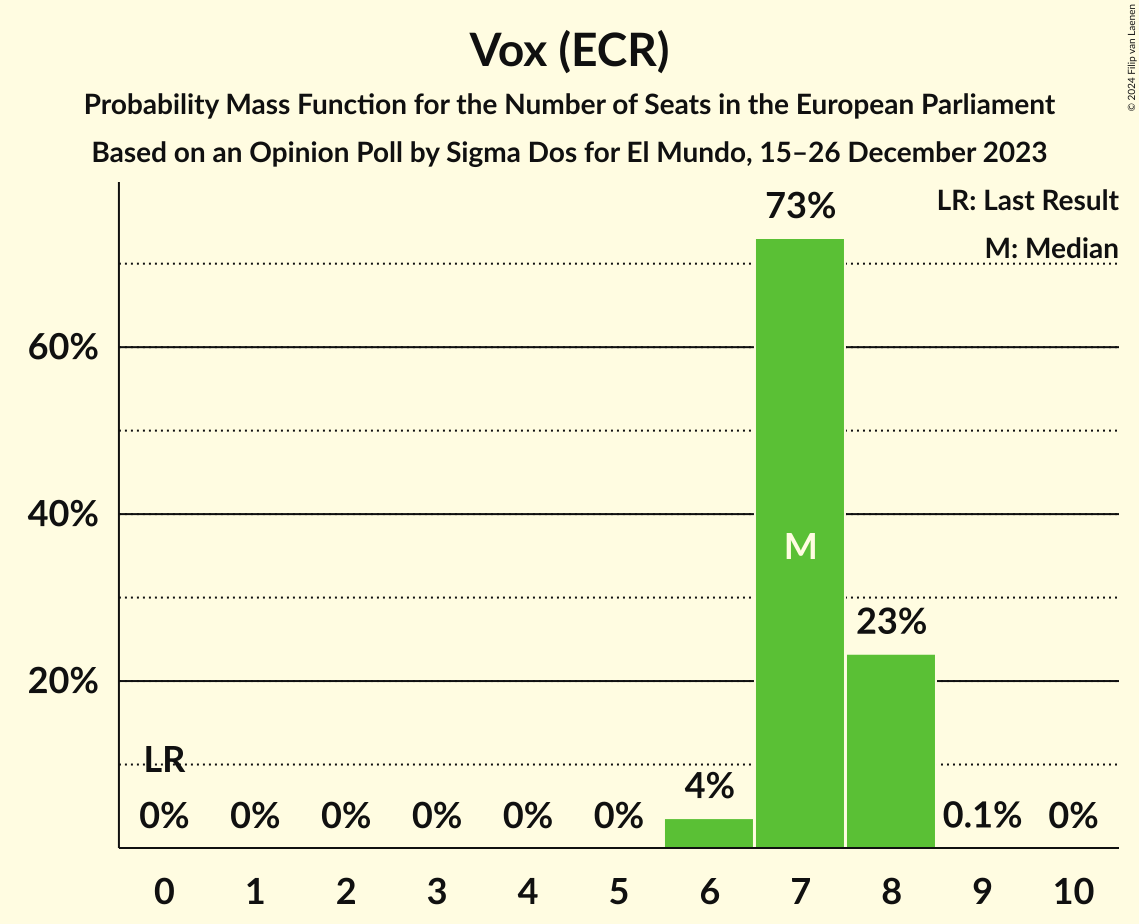 Vox (ECR)
Probability Mass Function for the Number of Seats in the European Parliament
Based on an Opinion Poll by Sigma Dos for El Mundo, 15–26 December 2023
© 2024 Filip van Laenen
LR: Last Result
M: Median
73%
60%
40%
M
23%
20%
LR
4%
0% 0% 0% 0% 0% 0% 0.1% 0%
0 1 2 3 4 5 6 7 8 9 10